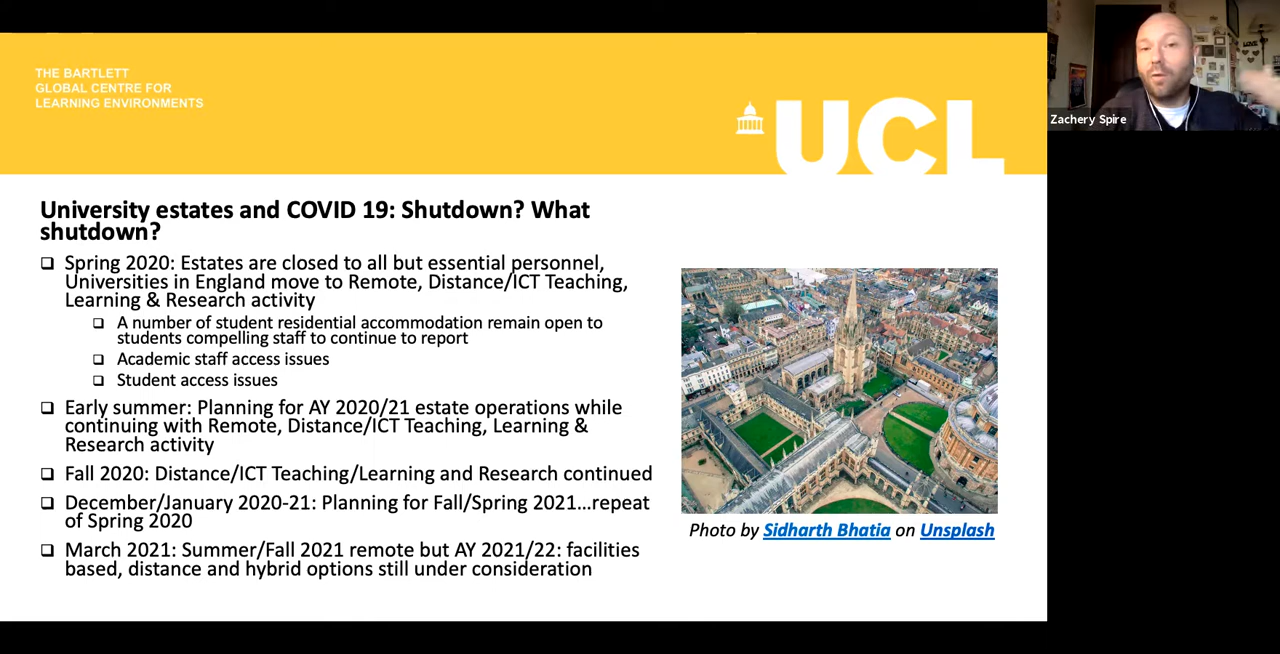 THE BARTLETT
GLOBAL CENTRE FOR
LEARNING ENVIRONMENTS
UCL
Zachery Spire
University estates and COVID 19: Shutdown? What
shutdown?
Spring 2020: Estates are closed to all but essential personnel,
Universities in England move to Remote, Distance/ICT Teaching,
Learning & Research activity
A number of student residential accommodation remain open to
students compelling staff to continue to report
Academic staff access issues
Student access issues
Early summer: Planning for AY 2020/21 estate operations while
continuing with Remote, Distance/ICT Teaching, Learning &
Research activity
Fall 2020: Distance/ICT Teaching/Learning and Research continued
December/January 2020-21: Planning for Fall/Spring 2021...repeat
of Spring 2020
March 2021: Summer/Fall 2021 remote but AY 2021/22: facilities
based, distance and hybrid options still under consideration
Photo by Sidharth Bhatia on Unsplash